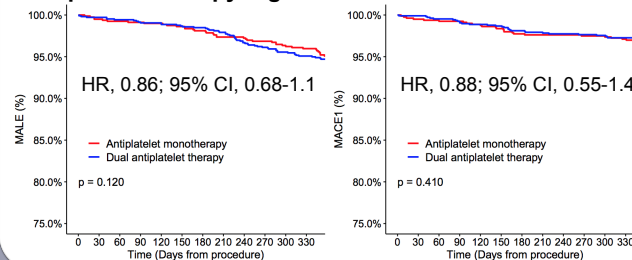 100.0%
95.0%
90.0%
85.0%
80.0%
75.0%
MALE (%)
HR, 0.86; 95% CI, 0.68-1.1
Antiplatelet monotherapy
Dual antiplatelet therapy
p = 0.120
0 30 60 90 120 150 180 210 240 270 300 330
Time (Days from procedure)
100.0%
95.0%
90.0%
85.0%
80.0%
75.0%
MACE1 (%)
HR, 0.88; 95% CI, 0.55-1.4
Antiplatelet monotherapy
Dual antiplatelet therapy
p = 0.410
0 30 60 90 120 150 180 210 240 270 300 330
Time (Days from procedure)